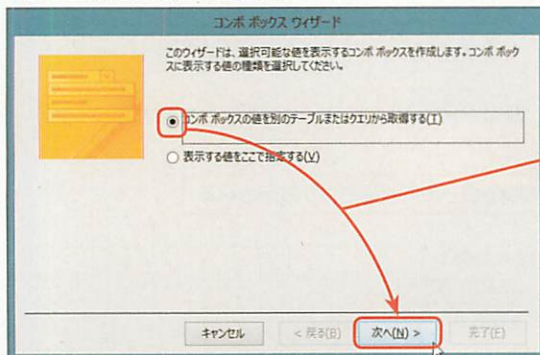 コンボ ボックス ウィザード
このウィザードは、選択可能な値を表示するコンボ ボックスを作成します。コンボ ボック
スに表示する値の種類を選択してください。
コンボ ボックスの値を別のテーブルまたはクエリから取得する(T)
表示する値をここで指定する(V)
キャンセル
< 戻る(B)
次へ(N) >
完了(F)